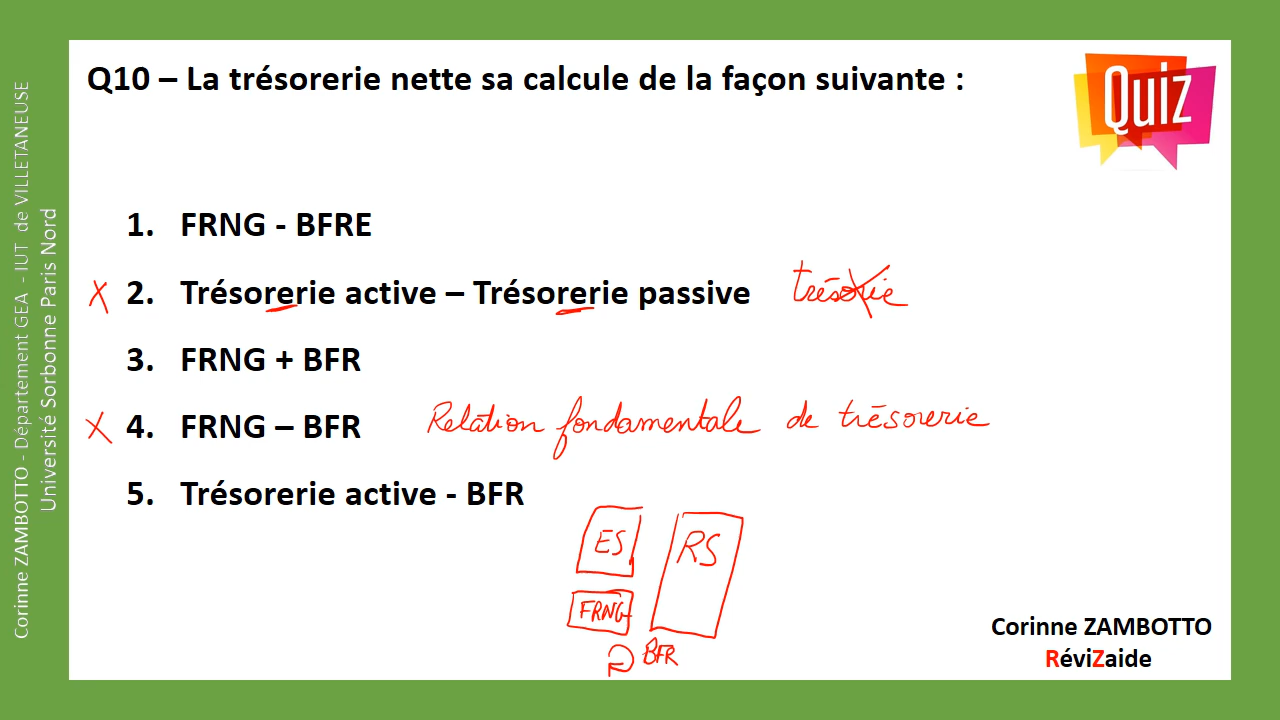 Corinne ZAMBOTTO - Département GEA - IUT de VILLETANEUSE
Université Sorbonne Paris Nord
Q10 – La trésorerie nette sa calcule de la façon suivante :
Quiz
1. FRNG - BFRE
X 2. Trésorerie active – Trésorerie passive trésorie
3. FRNG + BFR
X 4. FRNG – BFR Relation fondamentale de trésorerie
5. Trésorerie active - BFR
ES RS
FRNG
BFR
Corinne ZAMBOTTO
RéviZaide